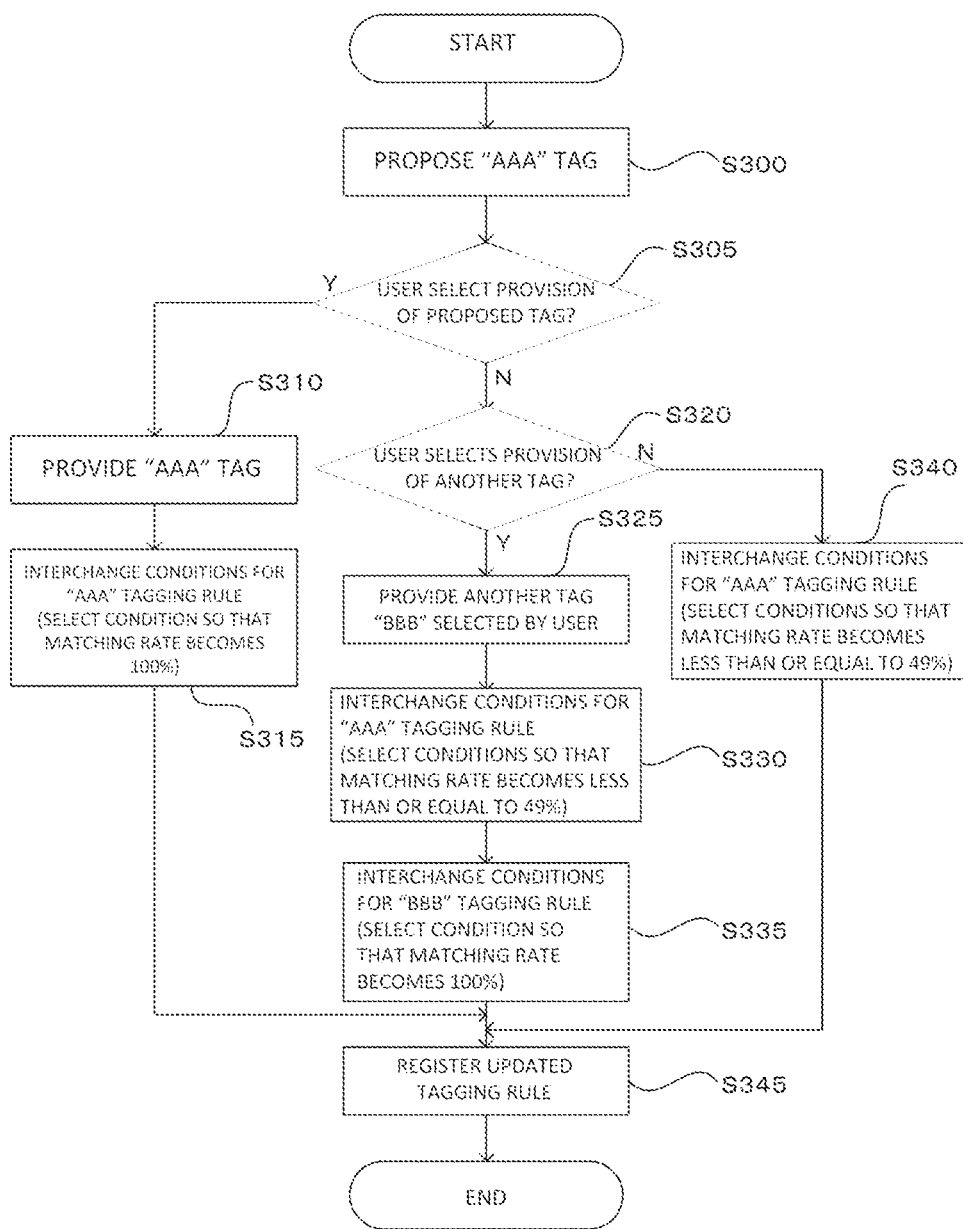 START
PROPOSE “AAA” TAG
S300
S305
Y
USER SELECT PROVISION
OF PROPOSED TAG?
N
S310
PROVIDE “AAA” TAG
S320
USER SELECTS PROVISION
OF ANOTHER TAG?
N
S340
Y
S325
INTERCHANGE CONDITIONS FOR
“AAA” TAGGING RULE
(SELECT CONDITION SO THAT
MATCHING RATE BECOMES
100%)
S315
PROVIDE ANOTHER TAG
“BBB” SELECTED BY USER
INTERCHANGE CONDITIONS
FOR “AAA” TAGGING RULE
(SELECT CONDITIONS SO THAT
MATCHING RATE BECOMES
LESS THAN OR EQUAL TO 49%)
INTERCHANGE CONDITIONS FOR
“AAA” TAGGING RULE
(SELECT CONDITIONS SO THAT
MATCHING RATE BECOMES LESS
THAN OR EQUAL TO 49%)
S330
INTERCHANGE CONDITIONS
FOR “BBB” TAGGING RULE
(SELECT CONDITION SO
THAT MATCHING RATE
BECOMES 100%)
S335
REGISTER UPDATED
TAGGING RULE
S345
END